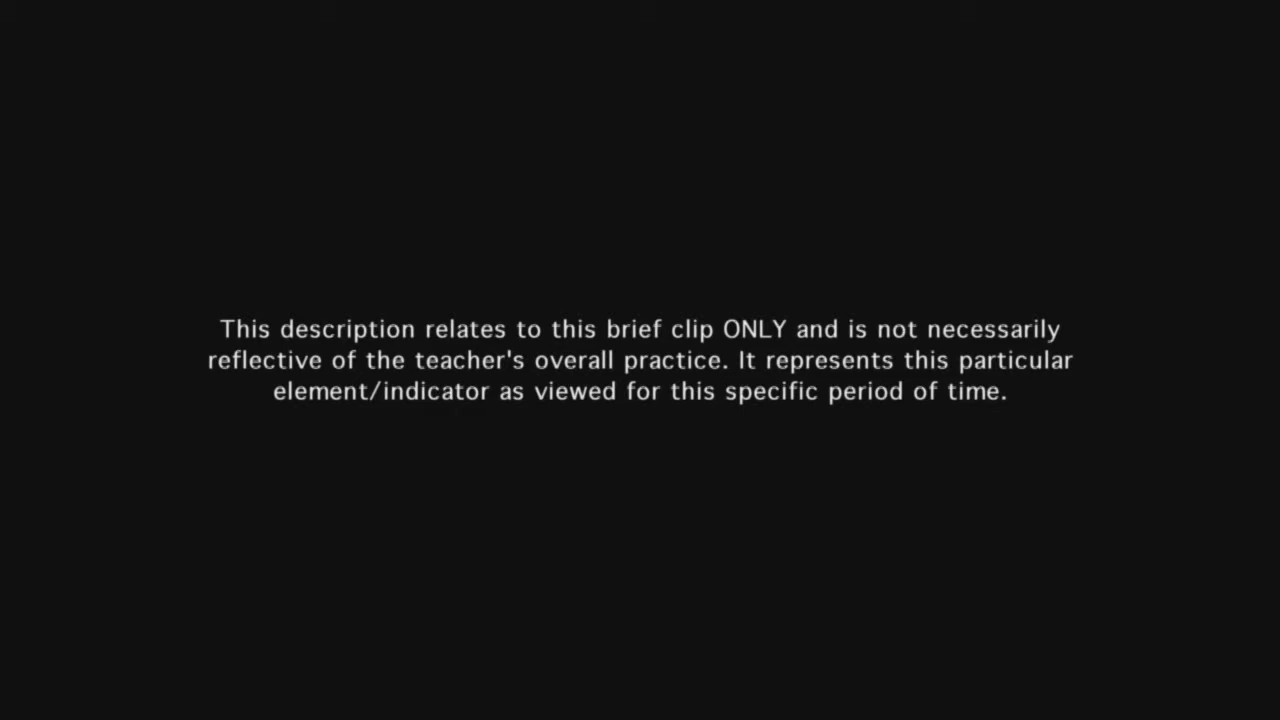 This description relates to this brief clip ONLY and is not necessarily
reflective of the teacher's overall practice. It represents this particular
element/indicator as viewed for this specific period of time.